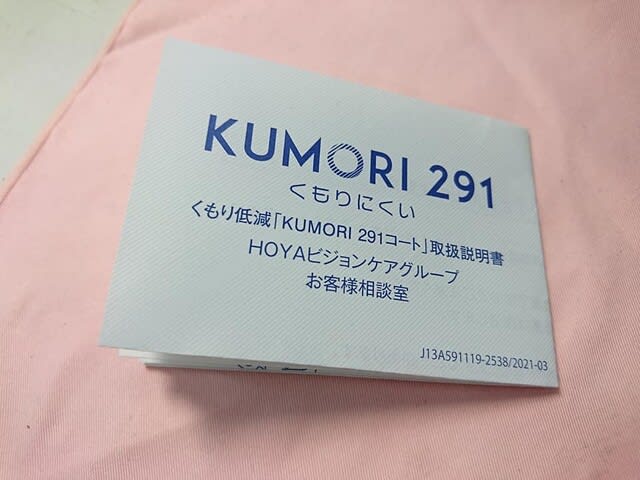 KUMORI 291
くもりにくい
くもり低減「KUMORI 291コート」取扱説明書
HOYAビジョンケアグループ
お客様相談室
J13A591119-2538/2021-03